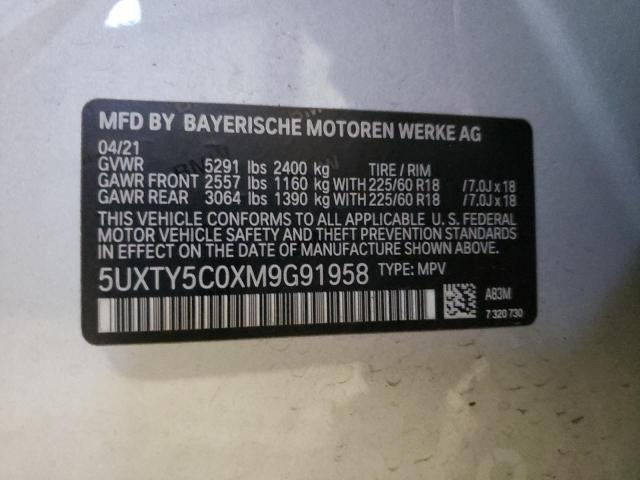 MFD BY BAYERISCHE MOTOREN WERKE AG
04/21
GVWR 5291 lbs 2400 kg TIRE / RIM
GAWR FRONT 2557 lbs 1160 kg WITH 225/60 R18 /7.0J x 18
GAWR REAR 3064 lbs 1390 kg WITH 225/60 R18 /7.0J x 18
THIS VEHICLE CONFORMS TO ALL APPLICABLE U.S. FEDERAL
MOTOR VEHICLE SAFETY AND THEFT PREVENTION STANDARDS
IN EFFECT ON THE DATE OF MANUFACTURE SHOWN ABOVE.
5UXTY5C0XM9G91958 TYPE: MPV
A83M
7 320 730